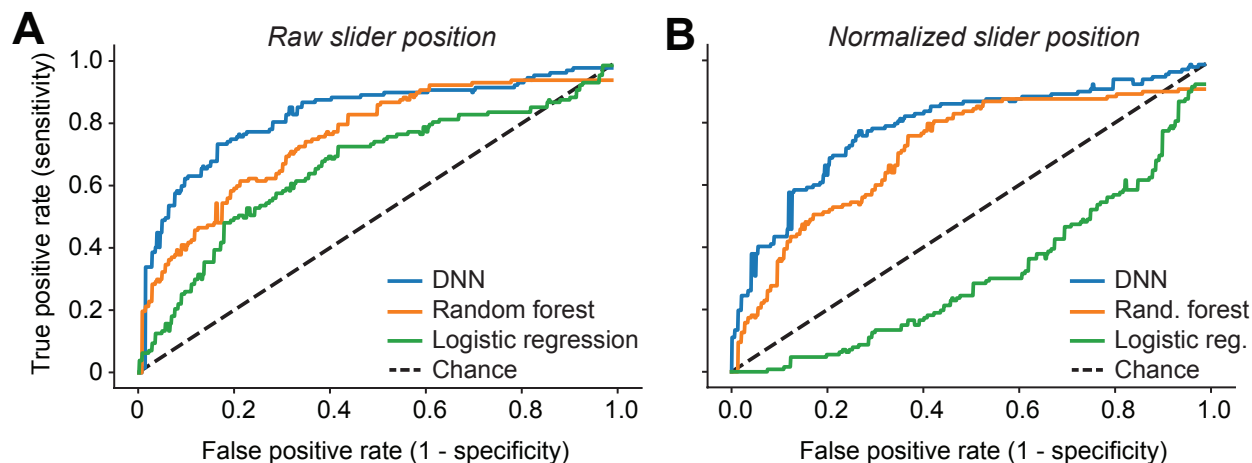 A
Raw slider position
True positive rate (sensitivity)
1.0
0.8
0.6
0.4
0.2
0
DNN
Random forest
Logistic regression
Chance
0
0.2
0.4
0.6
0.8
1.0
False positive rate (1 - specificity)
B
Normalized slider position
DNN
Rand. forest
Logistic reg.
Chance
0.0
0.2
0.4
0.6
0.8
1.0
False positive rate (1 - specificity)